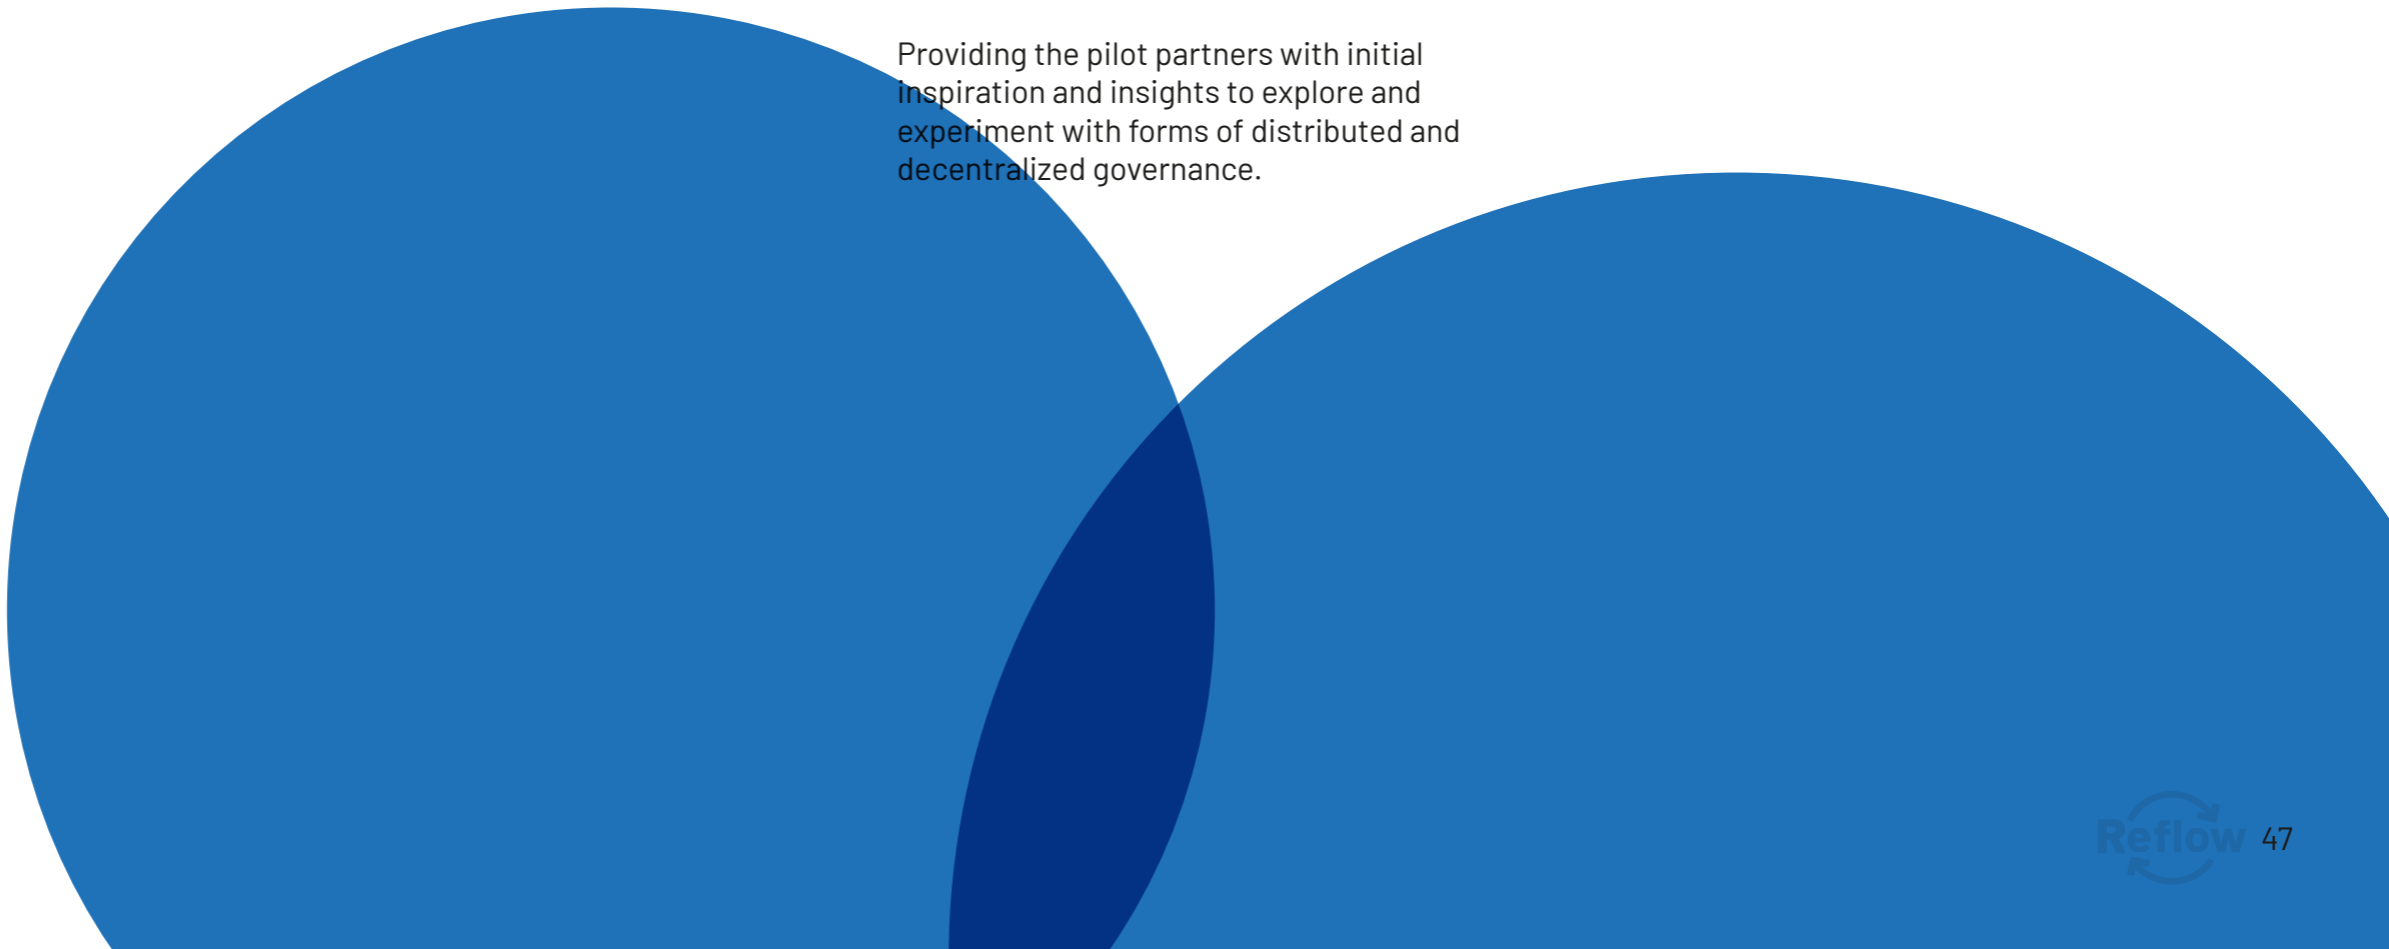 Providing the pilot partners with initial
inspiration and insights to explore and
experiment with forms of distributed and
decentralized governance.
Reflow 47